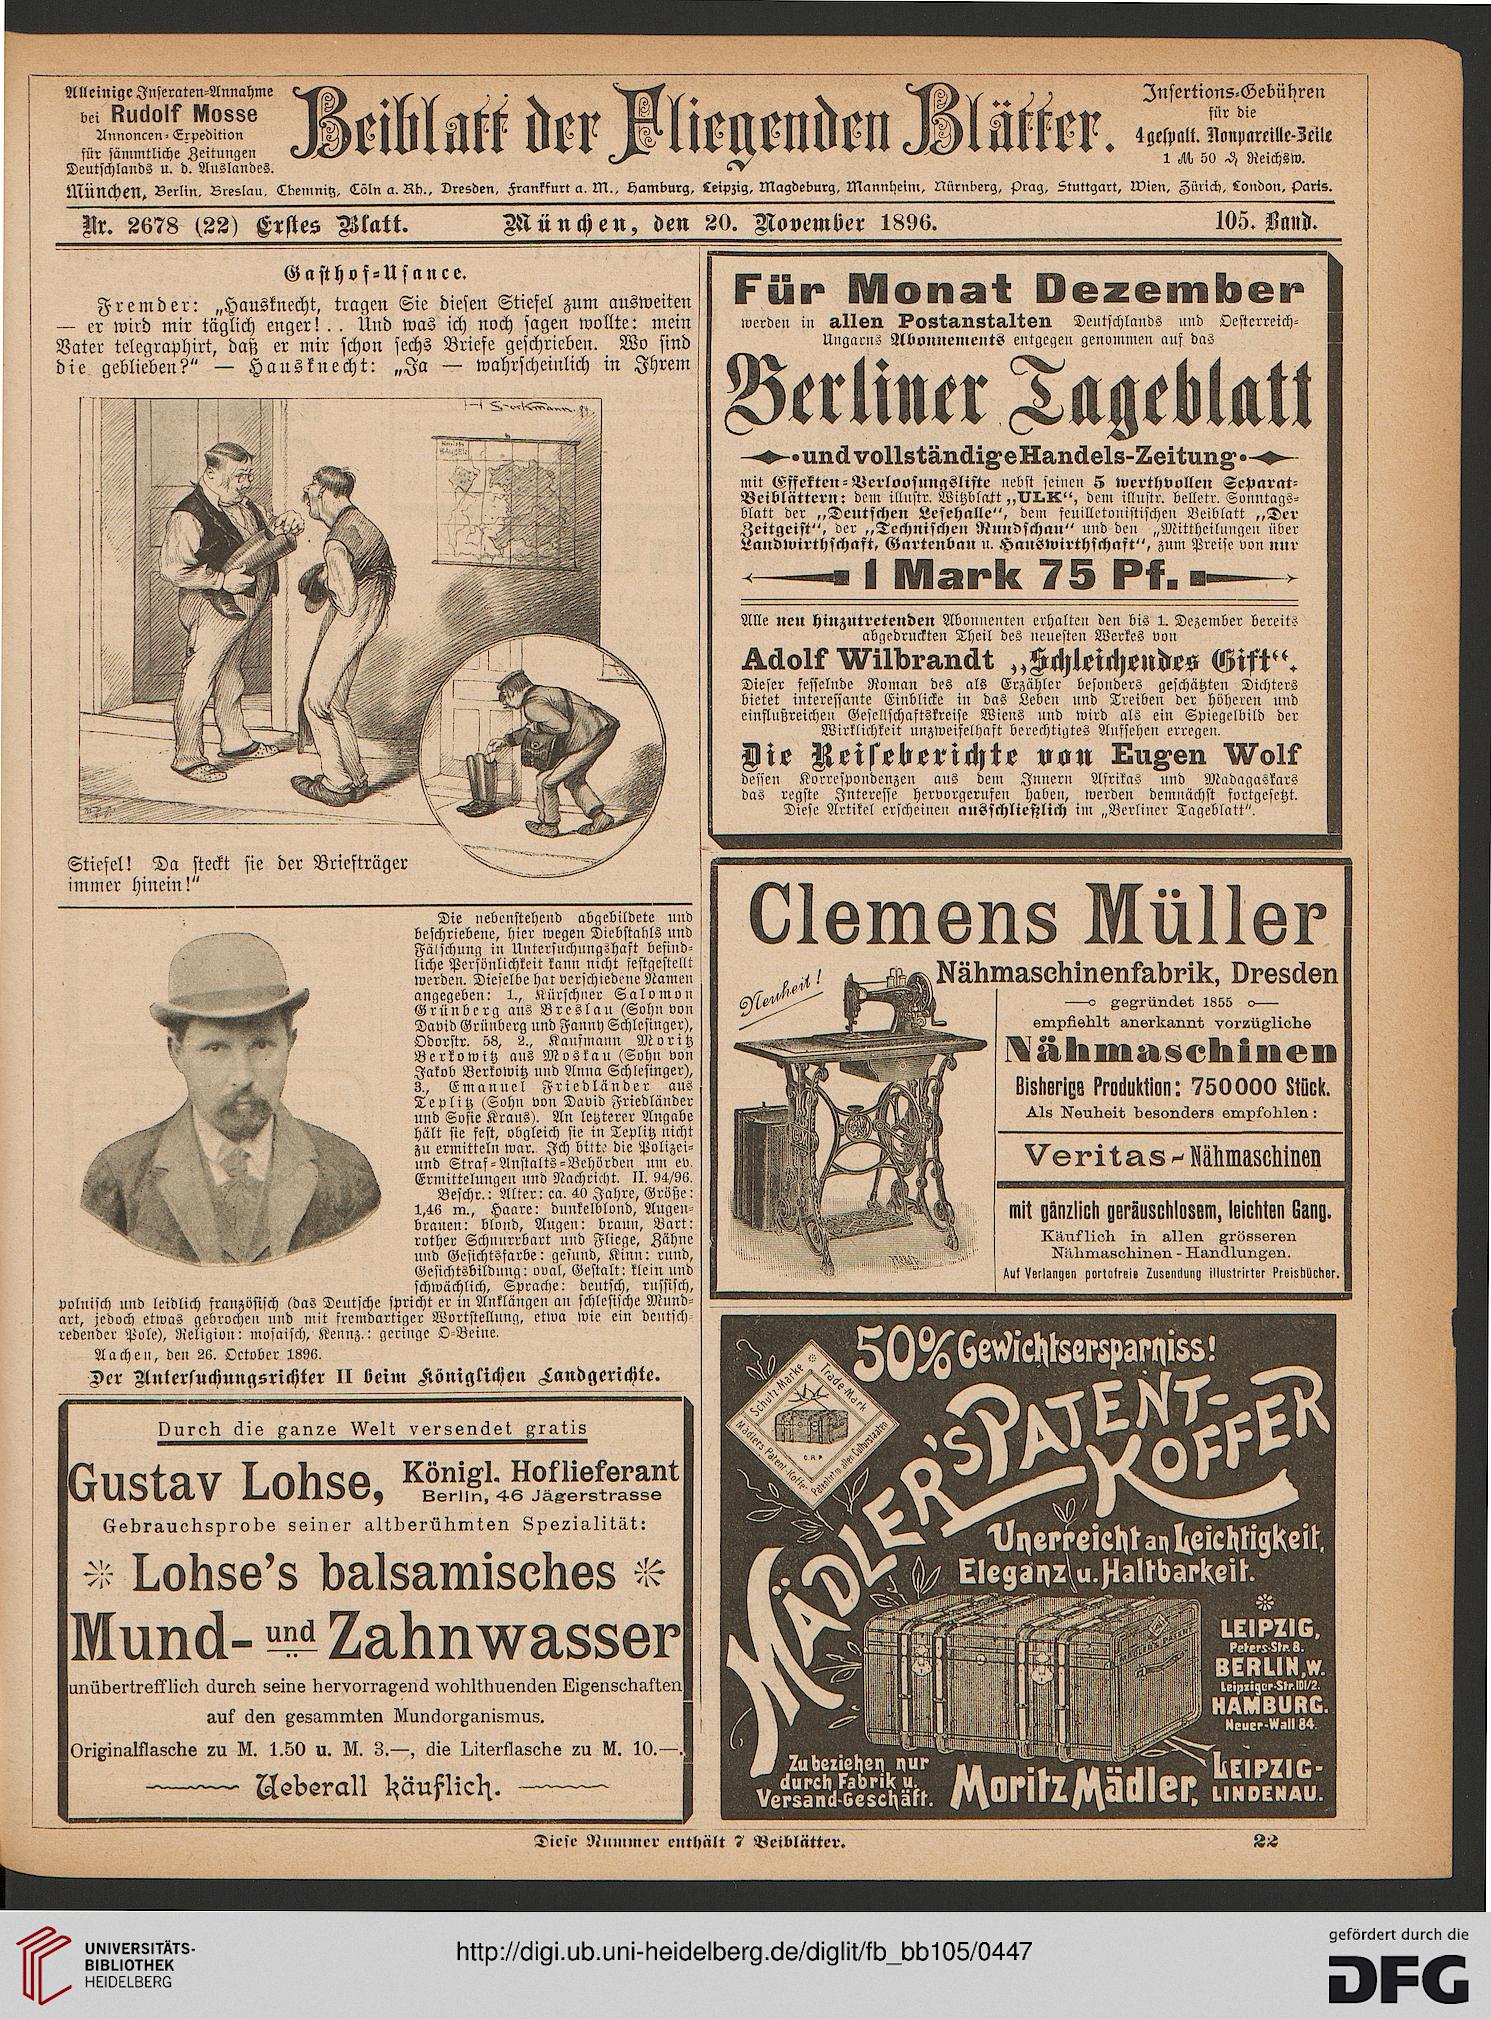 Alleinige Inseraten-Annahme
bei Rudolf Mosse
Annoncen-Expedition
für sämmtliche Zeitungen
Deutschlands u. d. Auslandes.
Beiblatt der Fliegenden Blätter.
Insertions-Gebühren
für die
4gespalt. Nonpareille-Zeile
1 M 50 ₰ Reichsw.
München, Berlin, Breslau, Chemnitz, Cöln a. Rh., Dresden, Frankfurt a. M., Hamburg, Leipzig, Magdeburg, Mannheim, Nürnberg, Prag, Stuttgart, Wien, Zürich, London, Paris.
Nr. 2678 (22) Erstes Blatt. München, den 20. November 1896. 105. Band.
Gasthof-Usance.
Fremder: „Hausknecht, tragen Sie diesen Stiefel zum ausweiten
— er wird mir täglich enger! .. Und was ich noch sagen wollte: mein
Vater telegraphirt, daß er mir schon sechs Briefe geschrieben. Wo sind
die geblieben?“ — Hausknecht: „Ja — wahrscheinlich in Ihrem
Stiefel! Da steckt sie der Briefträger
immer hinein!“
Die nebenstehend abgebildete und
beschriebene, hier wegen Diebstahls und
Fälschung in Untersuchungshaft befind-
liche Persönlichkeit kann nicht festgestellt
werden. Dieselbe hat verschiedene Namen
angegeben: 1., Kürschner Salomon
Grünberg aus Breslau (Sohn von
David Grünberg und Fanny Schlesinger),
Odorstr. 58, 2., Kaufmann Moritz
Berkowitz aus Moskau (Sohn von
Jakob Berkowitz und Anna Schlesinger),
3., Emanuel Friedländer aus
Teplitz (Sohn von David Friedländer
und Sofie Kraus). An letzterer Angabe
hält sie fest, obgleich sie in Teplitz nicht
zu ermitteln war. Ich bitte die Polizei-
und Straf-Anstalts-Behörden um ev.
Ermittelungen und Nachricht. II. 94/96.
Beschr.: Alter: ca. 40 Jahre, Größe:
1,46 m., Haare: dunkelblond, Augen-
brauen: blond, Augen: braun, Bart:
rother Schnurrbart und Fliege, Zähne
und Gesichtsfarbe: gesund, Kinn: rund,
Gesichtsbildung: oval, Gestalt: klein und
schwächlich, Sprache: deutsch, russisch,
polnisch und leidlich französisch (das Deutsche spricht er in Anklängen an schlesische Mund-
art, jedoch etwas gebrochen und mit fremdartiger Wortstellung, etwa wie ein deutsch-
redender Pole), Religion: mosaisch, Kennz.: geringe O-Beine.
Aachen, den 26. October 1896.
Der Untersuchungsrichter II beim Königlichen Landgerichte.
Durch die ganze Welt versendet gratis
Gustav Lohse, Königl. Hoflieferant
Berlin, 46 Jägerstrasse
Gebrauchsprobe seiner altberühmten Spezialität:
Lohse's balsamisches
Mund- und Zahnwasser
unübertrefflich durch seine hervorragend wohlthuenden Eigenschaften
auf den gesammten Mundorganismus.
Originalflasche zu M. 1.50 u. M. 3.—, die Literflasche zu M. 10.—.
Ueberall käuflich.
Für Monat Dezember
werden in allen Postanstalten Deutschlands und Oesterreich-
Ungarns Abonnements entgegen genommen auf das
Berliner Tageblatt
und vollständige Handels-Zeitung
mit Effekten-Verloosungsliste nebst seinen 5 werthvollen Separat-
Beiblättern: dem illustr. Witzblatt „ULK“, dem illustr. belletr. Sonntags-
blatt der „Deutschen Lesehalle“, dem feuilletonistischen Beiblatt „Der
Zeitgeist“, der „Technischen Rundschau“ und den „Mittheilungen über
Landwirthschaft, Gartenbau u. Hauswirthschaft“, zum Preise von nur
1 Mark 75 Pf.
Alle neu hinzutretenden Abonnenten erhalten den bis 1. Dezember bereits
abgedruckten Theil des neuesten Werkes von
Adolf Wilbrandt „Schleichendes Gift“.
Dieser fesselnde Roman des als Erzähler besonders geschätzten Dichters
bietet interessante Einblicke in das Leben und Treiben der höheren und
einflußreichen Gesellschaftskreise Wiens und wird als ein Spiegelbild der
Wirklichkeit unzweifelhaft berechtigtes Aufsehen erregen.
Die Reiseberichte von Eugen Wolf
dessen Korrespondenzen aus dem Innern Afrikas und Madagaskars
das regste Interesse hervorgerufen haben, werden demnächst fortgesetzt.
Diese Artikel erscheinen ausschließlich im „Berliner Tageblatt“.
Clemens Müller
Neuheit!
Nähmaschinenfabrik, Dresden
gegründet 1855
empfiehlt anerkannt vorzügliche
Nähmaschinen
Bisherige Produktion: 750000 Stück.
Als Neuheit besonders empfohlen:
Veritas-Nähmaschinen
mit gänzlich geräuschlosem, leichten Gang.
Käuflich in allen grösseren
Nähmaschinen-Handlungen.
Auf Verlangen portofreie Zusendung illustrirter Preisbücher.
50% Gewichtsersparniss!
Schutz-Marke Trade Mark
Mädlers Patent-Koffer
Patentirt in allen Culturstaaten
D.R.P.
MÄDLER'S PATENT-
KOFFER
Unerreicht an Leichtigkeit,
Eleganz u. Haltbarkeit.
LEIPZIG,
Peters-Str. 8.
BERLIN, W.
Leipziger-Str. 101/2.
HAMBURG.
Neuer-Wall 84.
Zu beziehen nur
durch Fabrik u.
Versand-Geschäft.
Moritz Mädler,
LEIPZIG-
LINDENAU.
Diese Nummer enthält 7 Beiblätter.
22
UNIVERSITÄTS-
BIBLIOTHEK
HEIDELBERG
http://digi.ub.uni-heidelberg.de/diglit/fb_bb105/0447
gefördert durch die
DFG